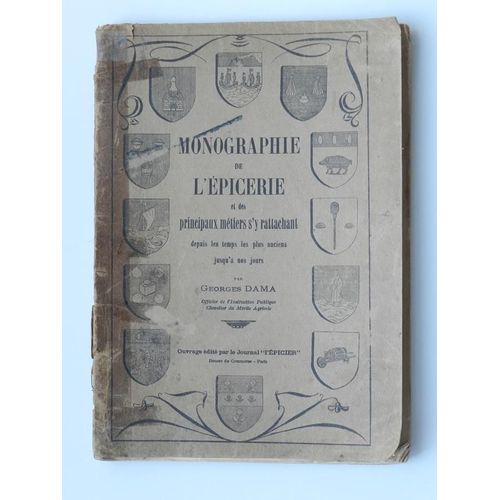 MONOGRAPHIE
DE
L'ÉPICERIE
et des
principaux métiers s'y rattachant
depuis les temps les plus anciens
jusqu'à nos jours
PAR
GEORGES DAMA
Officier de l'Instruction Publique
Chevalier du Mérite Agricole
Ouvrage édité par le Journal "L'ÉPICIER"
Bourse du Commerce - Paris